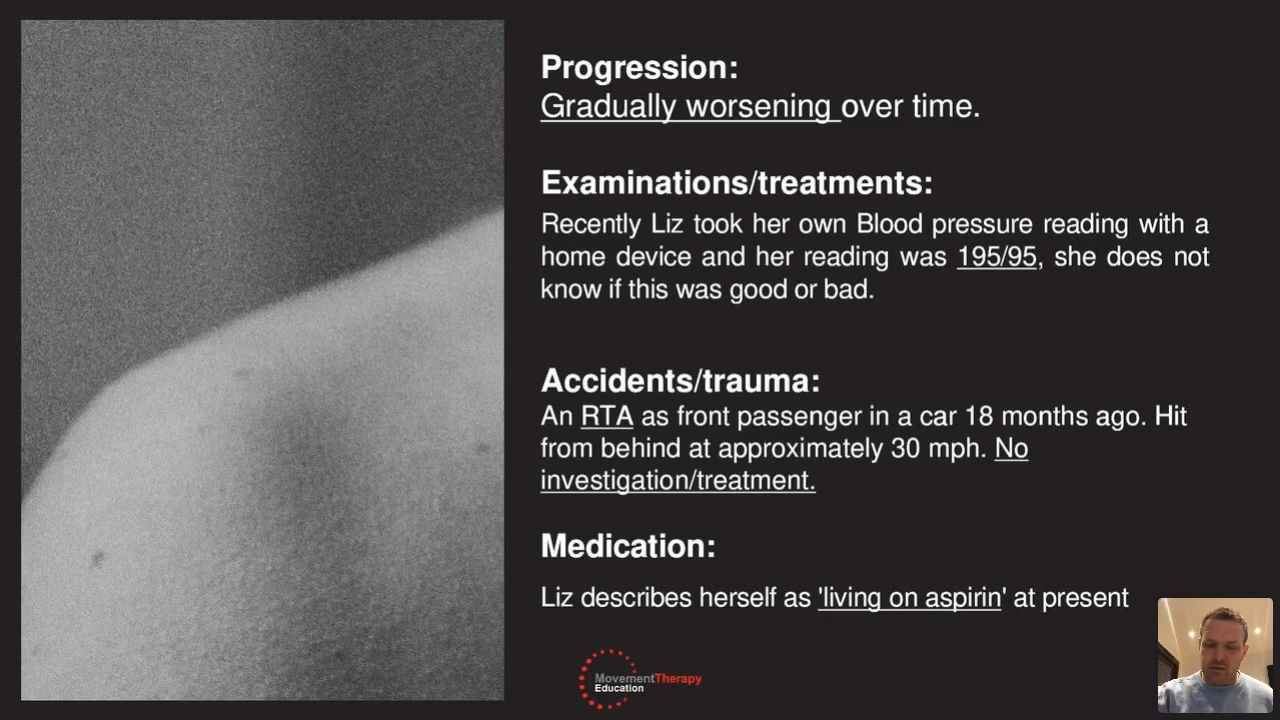 Progression:
Gradually worsening over time.
Examinations/treatments:
Recently Liz took her own Blood pressure reading with a
home device and her reading was 195/95, she does not
know if this was good or bad.
Accidents/trauma:
An RTA as front passenger in a car 18 months ago. Hit
from behind at approximately 30 mph. No
investigation/treatment.
Medication:
Liz describes herself as 'living on aspirin' at present
MovementTherapy
Education